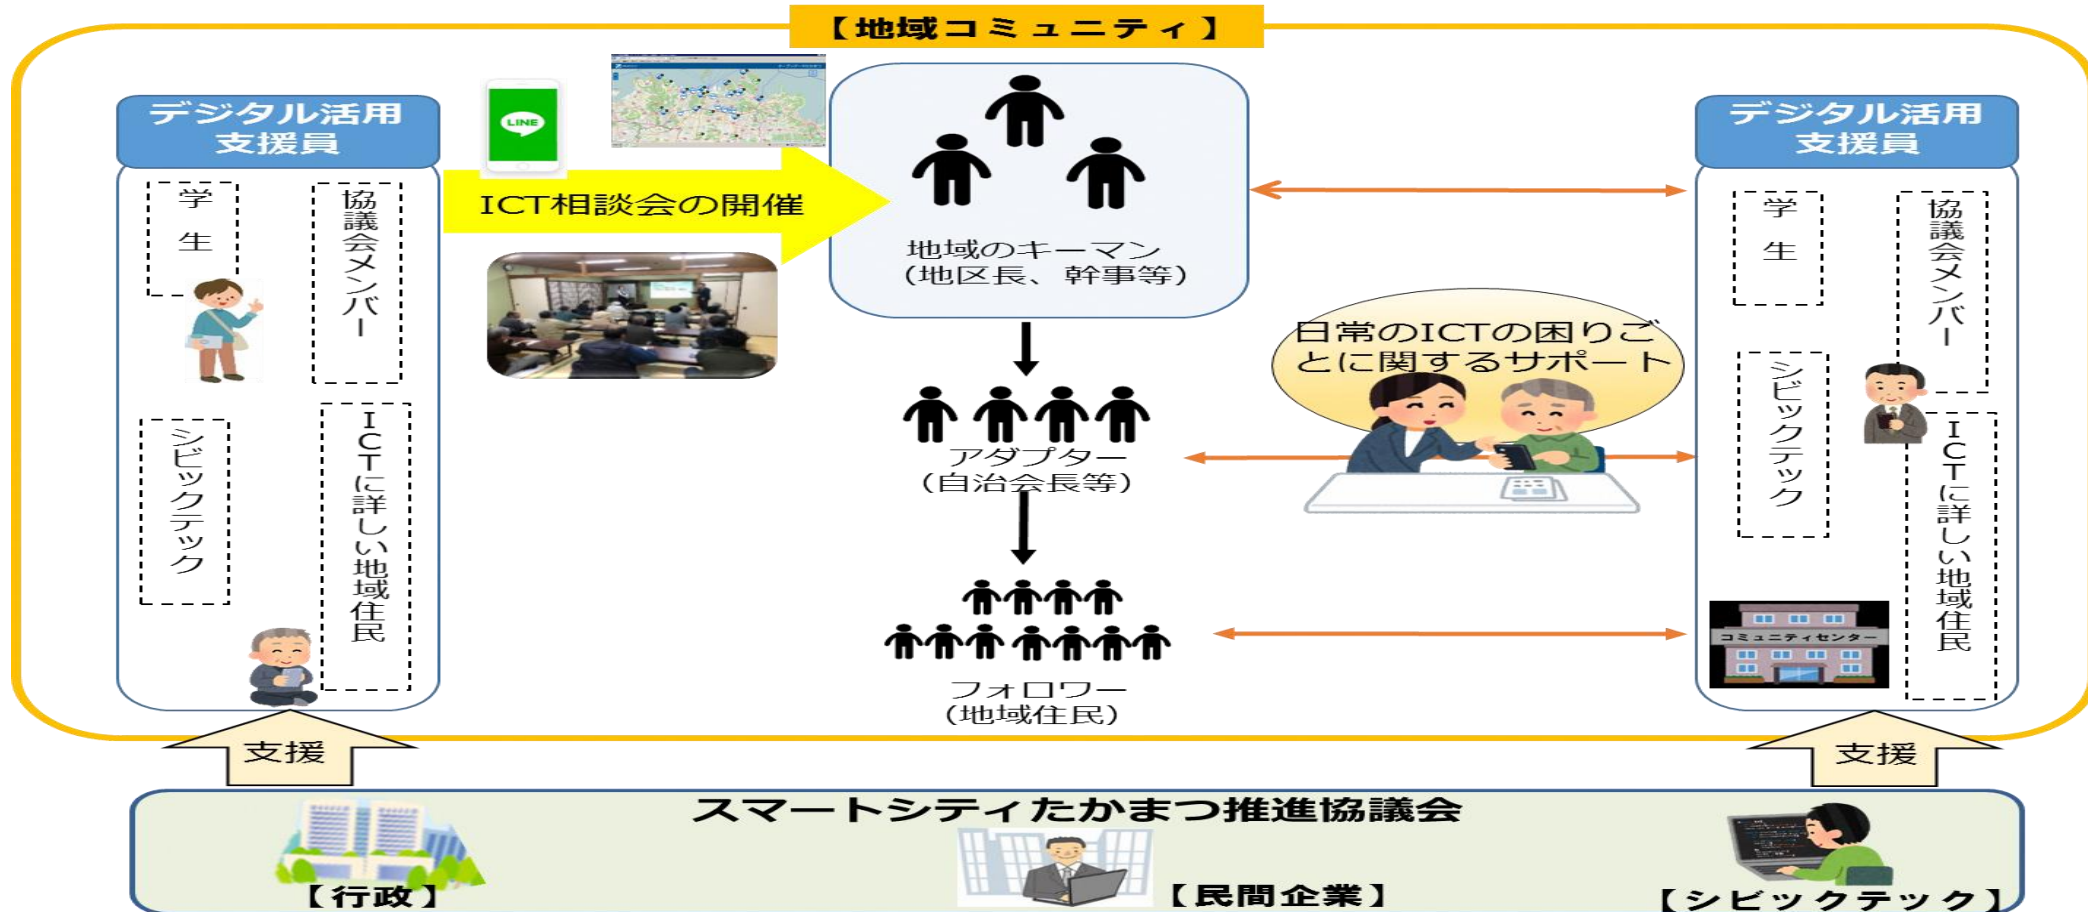 【地域コミュニティ】
デジタル活用
支援員
学生
協議会メンバー
シビックテック
ICTに詳しい地域住民
LINE
ICT相談会の開催
地域のキーマン
(地区長、幹事等)
アダプター
(自治会長等)
フォロワー
(地域住民)
日常のICTの困りご
とに関するサポート
デジタル活用
支援員
学生
協議会メンバー
シビックテック
ICTに詳しい地域住民
コミュニティセンター
支援
支援
スマートシティたかまつ推進協議会
【行政】
【民間企業】
【シビックテック】